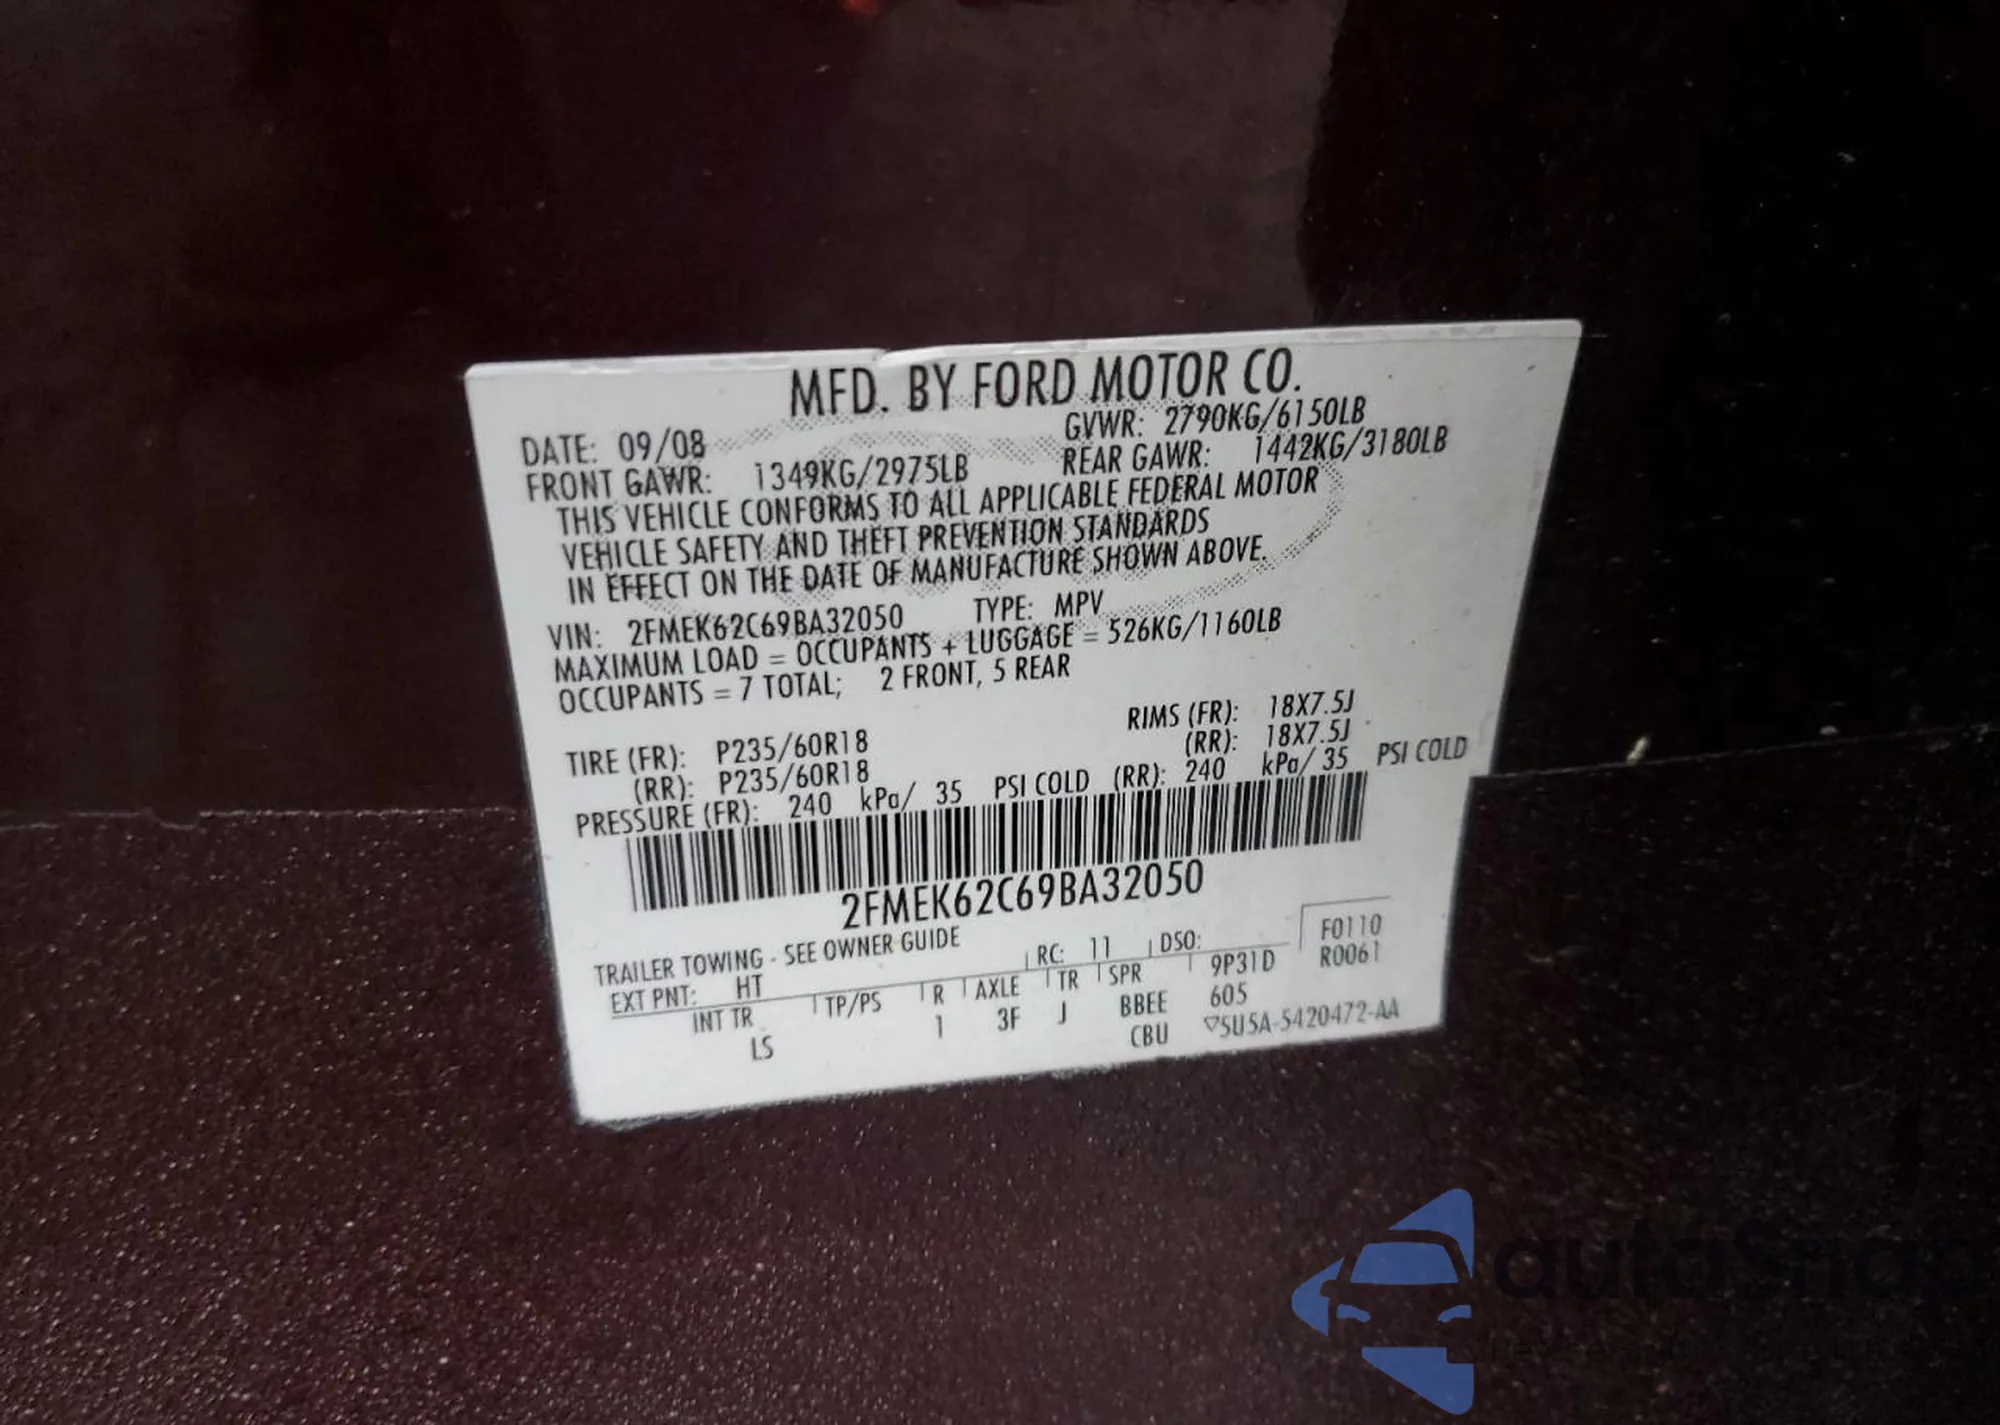 MFD. BY FORD MOTOR CO.
DATE: 09/08 GVWR: 2790KG/6150LB
FRONT GAWR: 1349KG/2975LB REAR GAWR: 1442KG/3180LB
THIS VEHICLE CONFORMS TO ALL APPLICABLE FEDERAL MOTOR
VEHICLE SAFETY AND THEFT PREVENTION STANDARDS
IN EFFECT ON THE DATE OF MANUFACTURE SHOWN ABOVE.
VIN: 2FMEK62C69BA32050 TYPE: MPV
MAXIMUM LOAD = OCCUPANTS + LUGGAGE = 526KG/1160LB
OCCUPANTS = 7 TOTAL; 2 FRONT, 5 REAR
TIRE (FR): P235/60R18 RIMS (FR): 18X7.5J
(RR): P235/60R18 (RR): 18X7.5J
PRESSURE (FR): 240 kPa/ 35 PSI COLD (RR): 240 kPa/ 35 PSI COLD
2FMEK62C69BA32050
TRAILER TOWING - SEE OWNER GUIDE F0110
EXT PNT: HT RC: 11 DSO: R0061
INT TR TP/PS R AXLE TR SPR 9P31D
LS 1 3F J BBEE 605
CBU ▽5U5A-5420472-AA
autoSnap